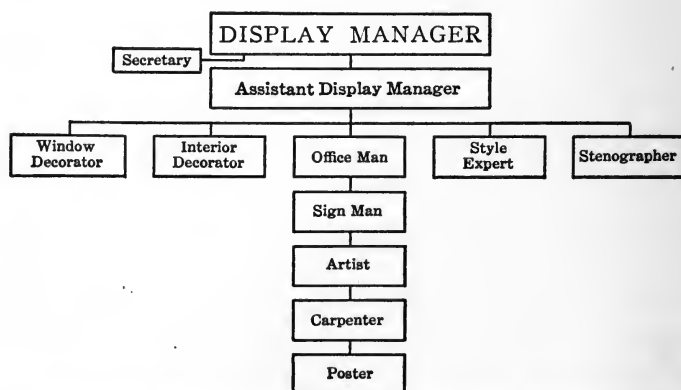 DISPLAY MANAGER
Secretary
Assistant Display Manager
Window
Decorator
Interior
Decorator
Office Man
Style
Expert
Stenographer
Sign Man
Artist
Carpenter
Poster